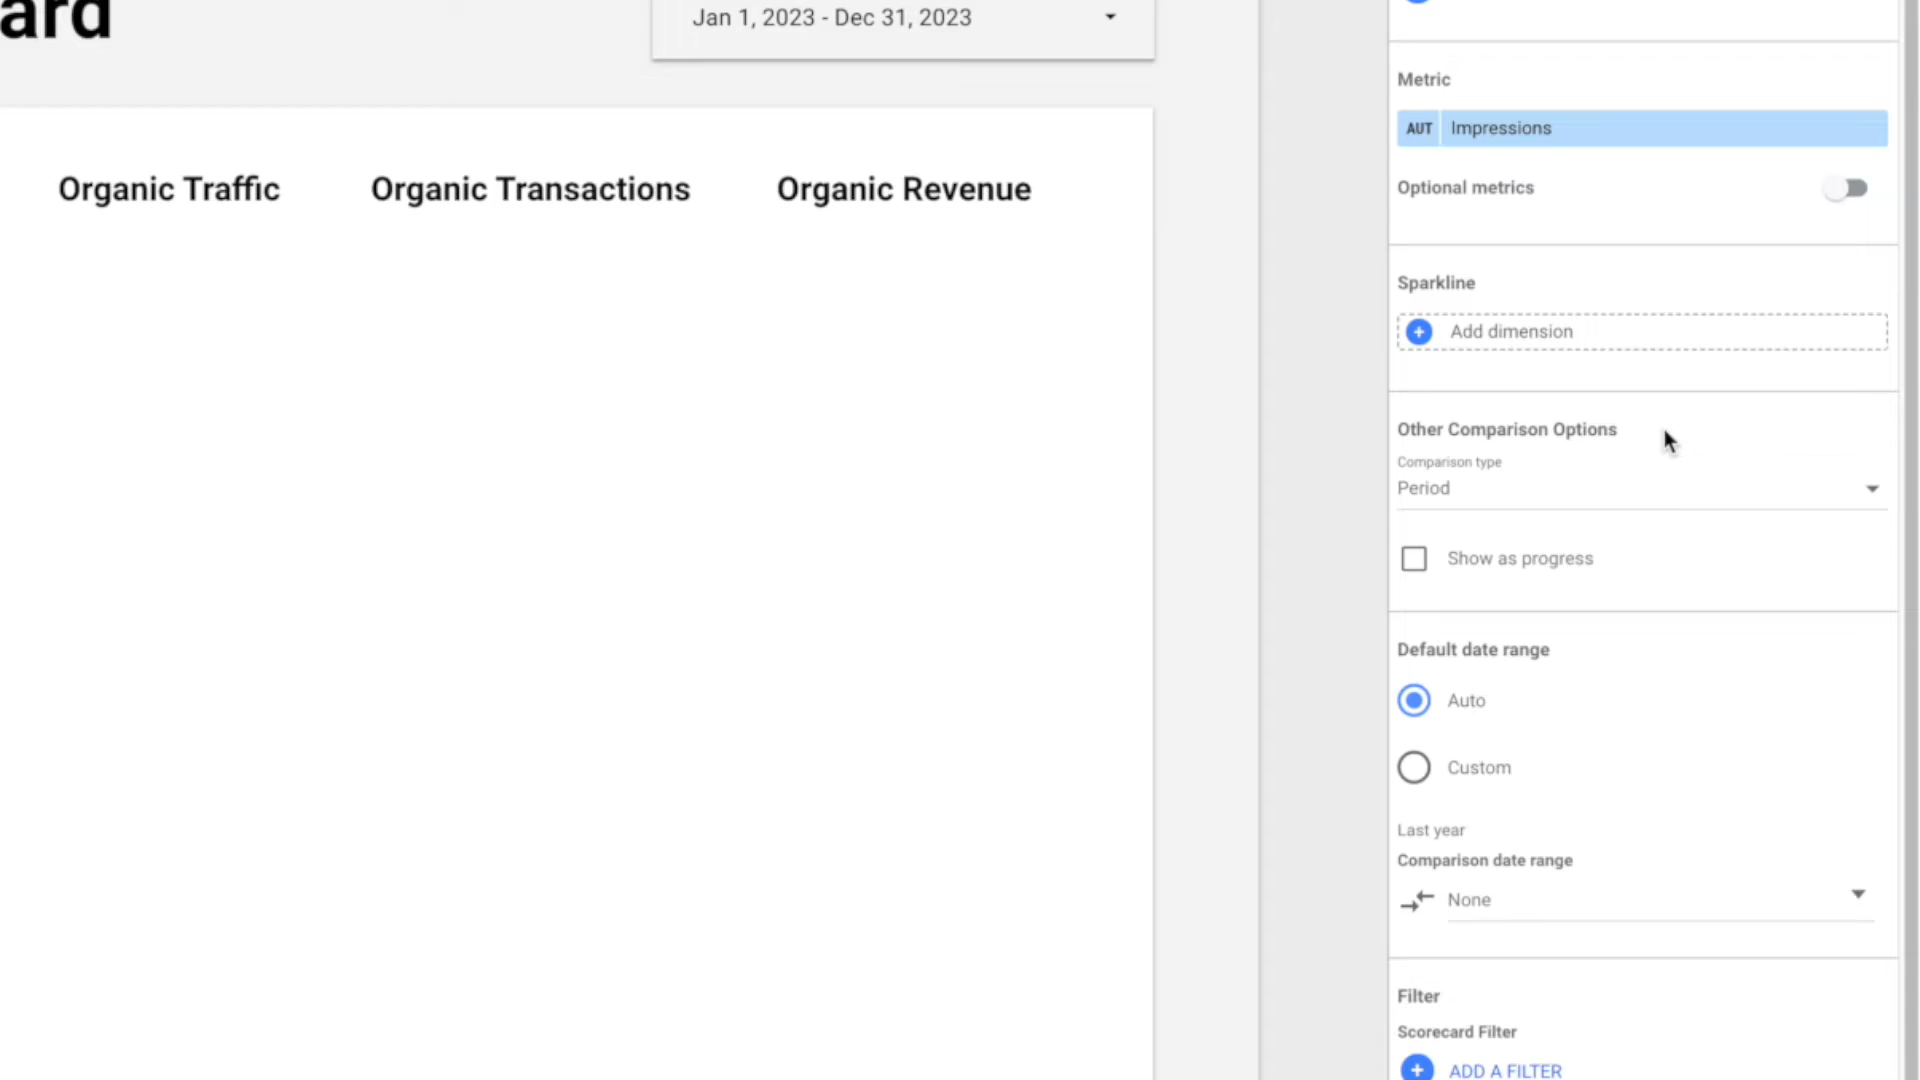 ard
Jan 1, 2023 - Dec 31, 2023
Organic Traffic
Organic Transactions
Organic Revenue
Metric
AUT Impressions
Optional metrics
Sparkline
Add dimension
Other Comparison Options
Comparison type
Period
Show as progress
Default date range
Auto
Custom
Last year
Comparison date range
None
Filter
Scorecard Filter
ADD A FILTER